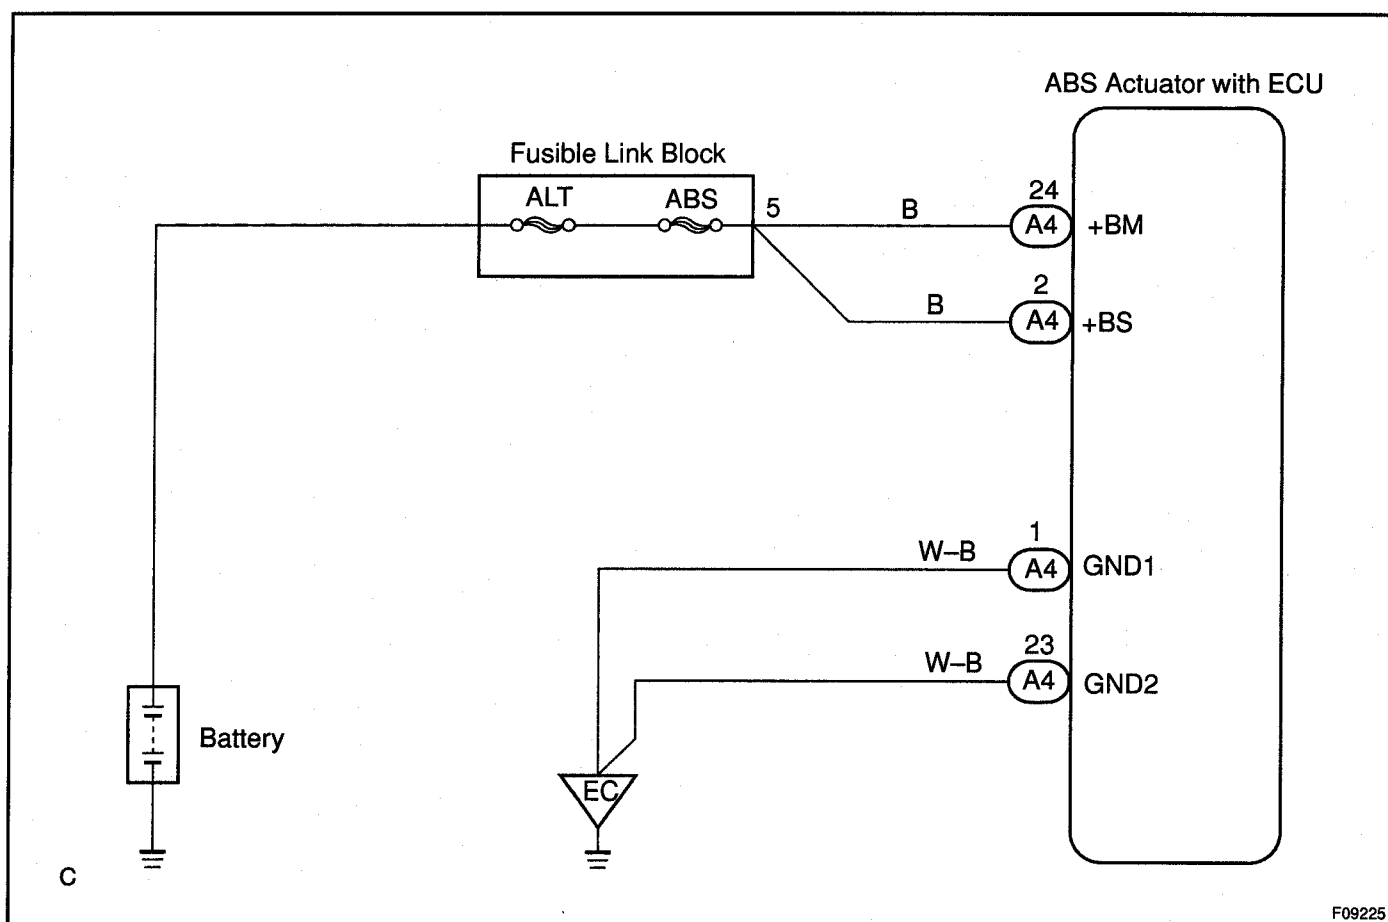 ABS Actuator with ECU
Fusible Link Block
ALT
ABS
5
B
24
A4
+BM
B
2
A4
+BS
W–B
1
A4
GND1
W–B
23
A4
GND2
Battery
EC
C
F09225